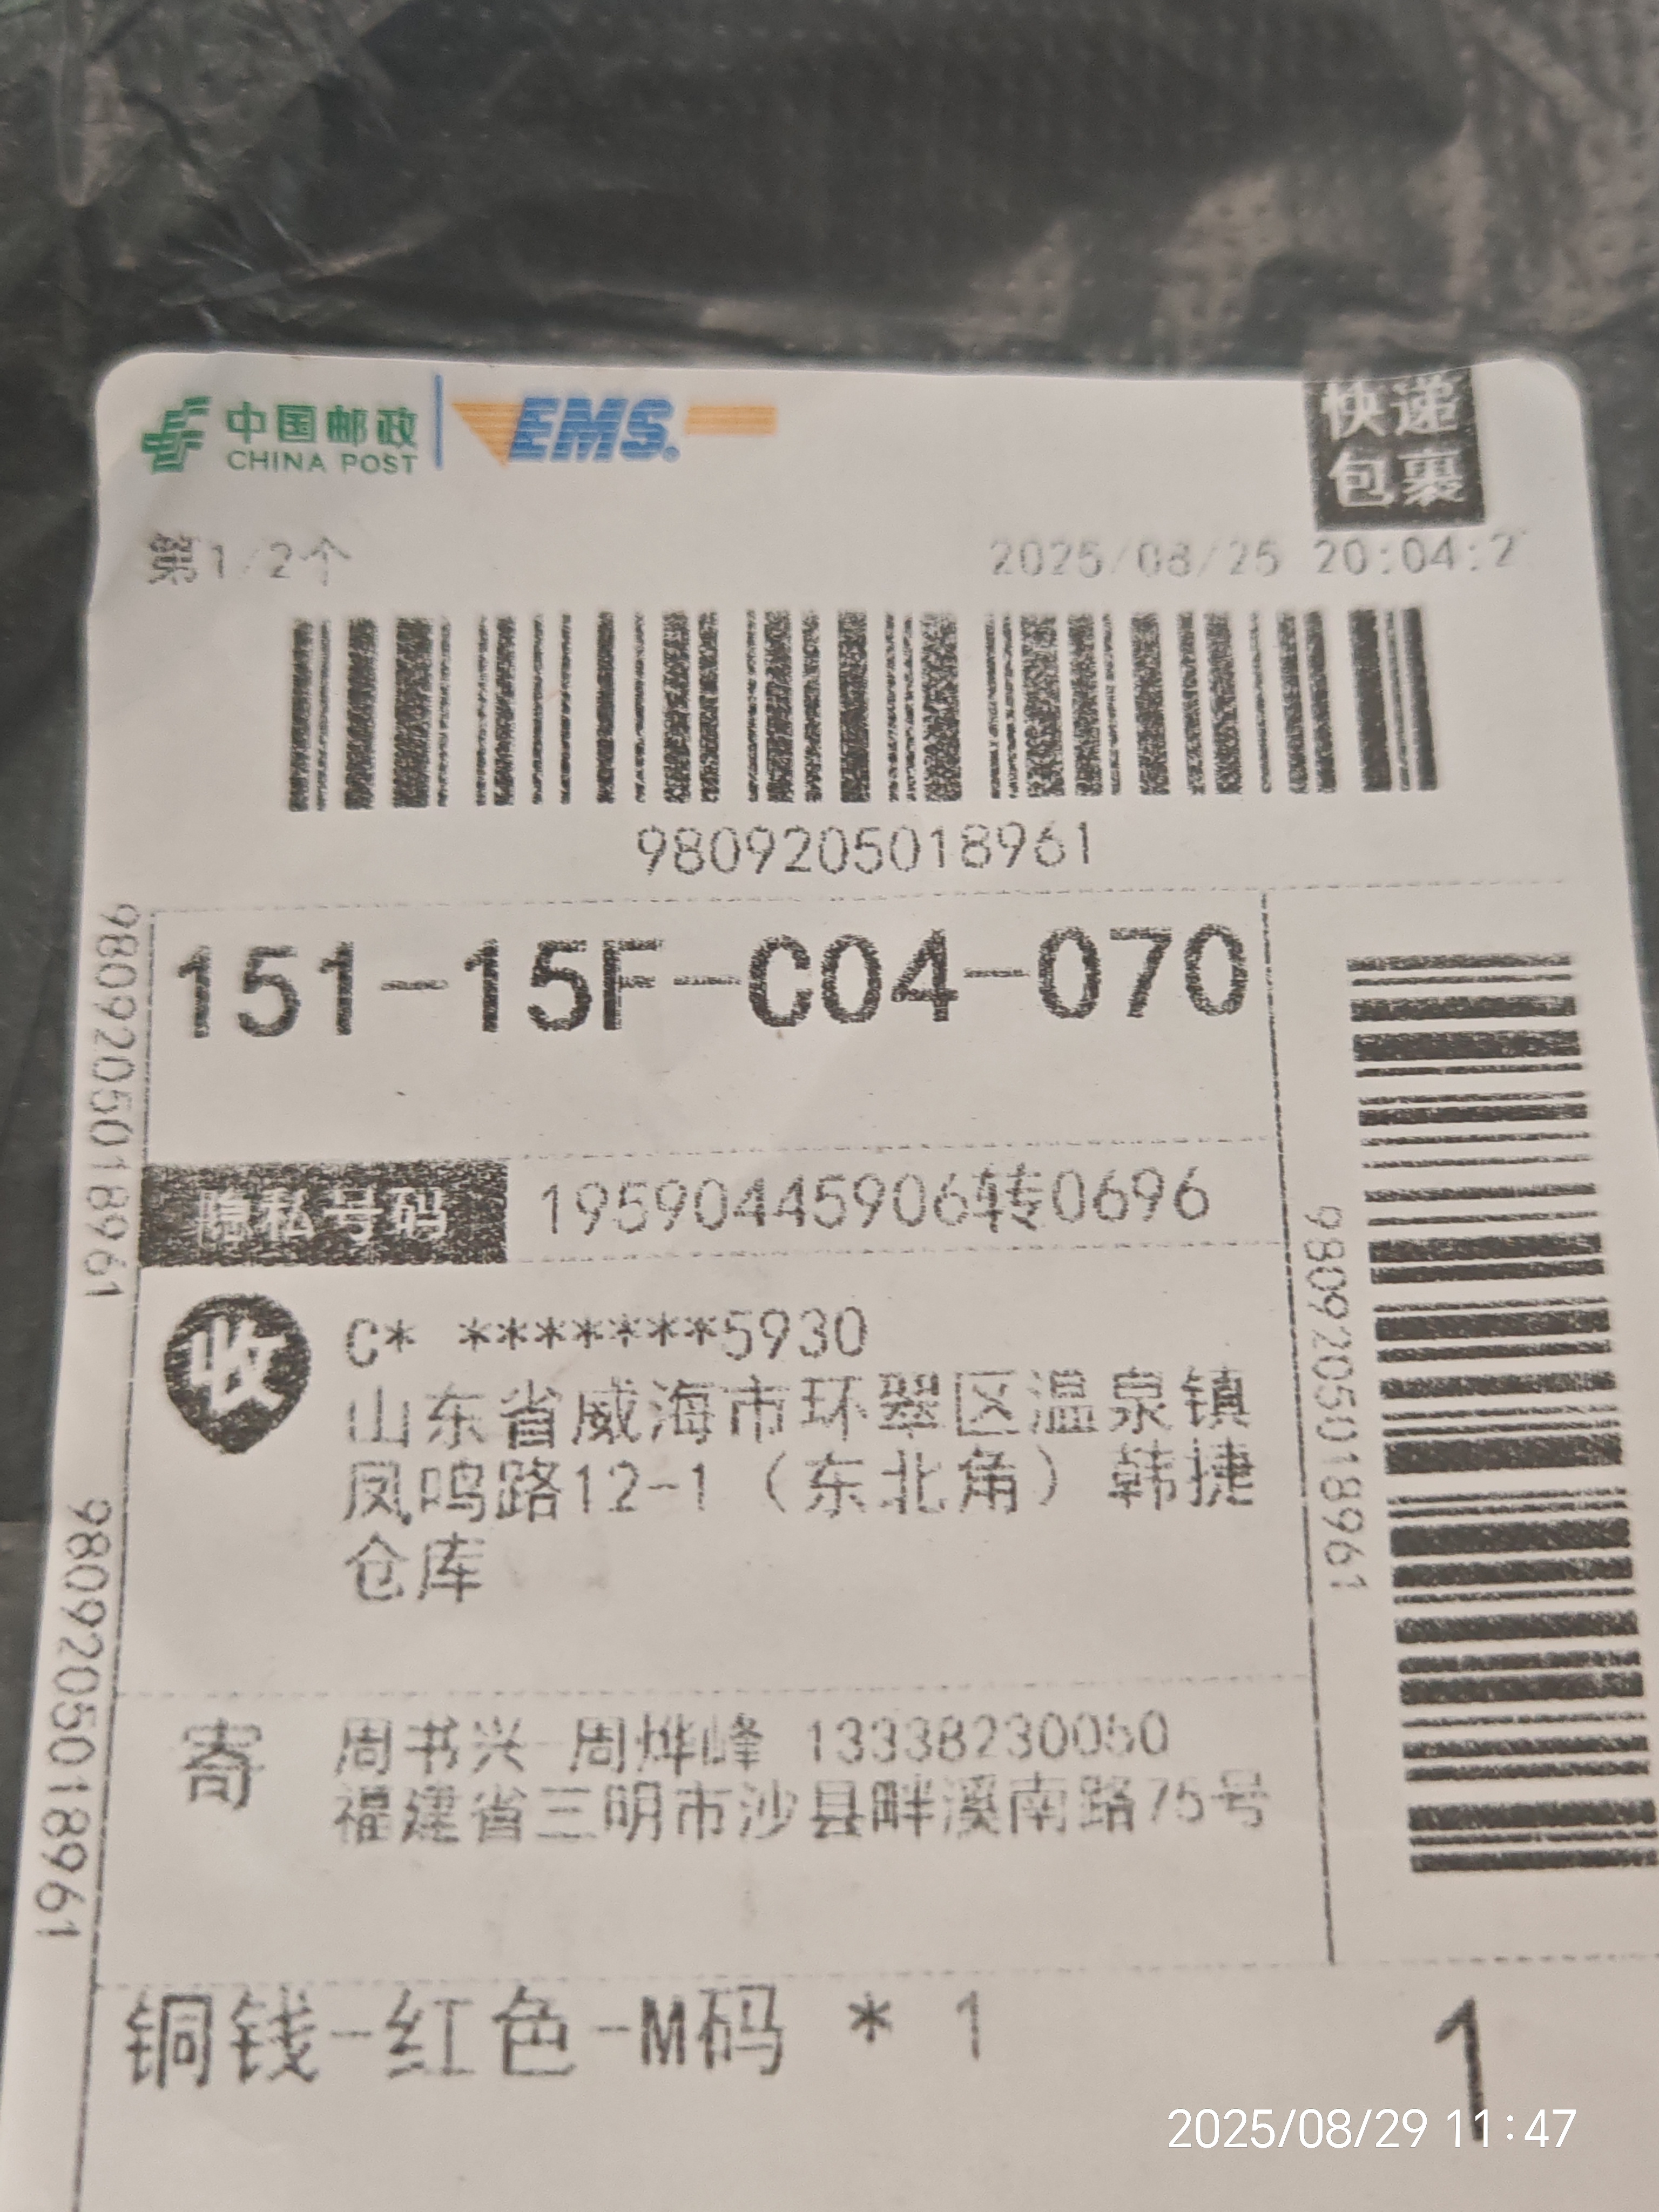 中国邮政
CHINA POST
EMS
快递
包裹
第1/2个
2025/08/25 20:04:2
9809205018961
151-15F-C04-070
隐私号码
19590445906转0696
收
C* *******5930
山东省威海市环翠区温泉镇
凤鸣路12-1（东北角）韩捷
仓库
寄
周书兴 周烨峰 13338230050
福建省三明市沙县畔溪南路75号
9809205018961
9809205018961
9809205018961
铜钱-红色-M码 * 1
1
2025/08/29 11:47